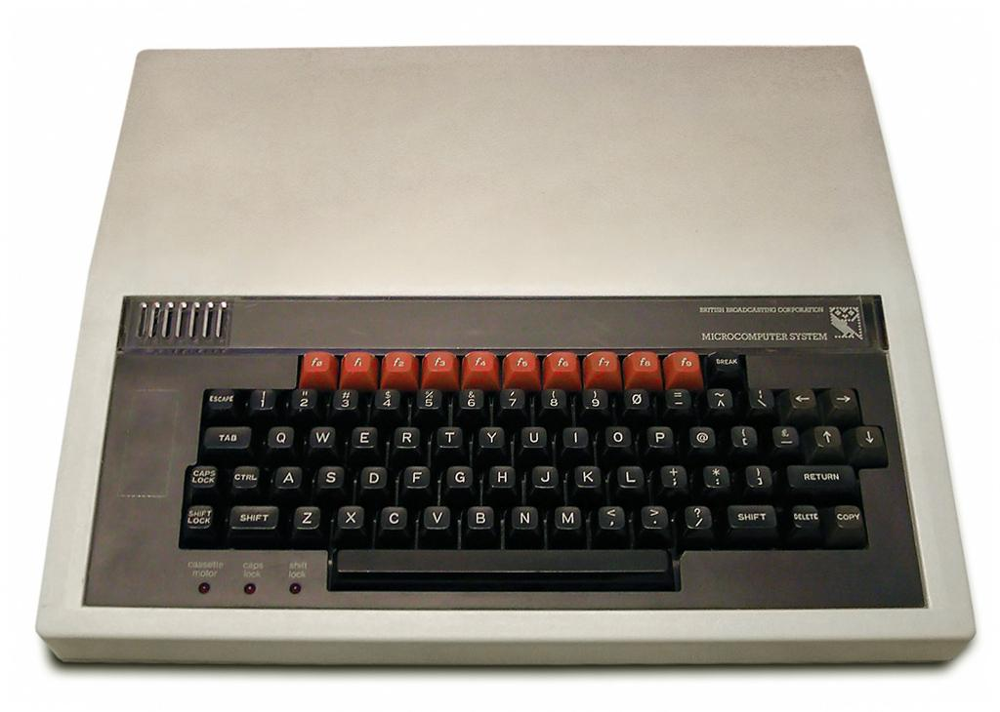 BRITISH BROADCASTING CORPORATION
MICROCOMPUTER SYSTEM
f0 f1 f2 f3 f4 f5 f6 f7 f8 f9 BREAK
ESCAPE ! 1 " 2 # 3 $ 4 % 5 & 6 ' 7 ( 8 ) 9 Ø = - ~ ^ | \ ← →
TAB Q W E R T Y U I O P @ { [ £ _ ↑ ↓
CAPS LOCK CTRL A S D F G H J K L + ; * : } ] RETURN
SHIFT LOCK SHIFT Z X C V B N M < , > . ? / SHIFT DELETE COPY
cassette motor caps lock shift lock